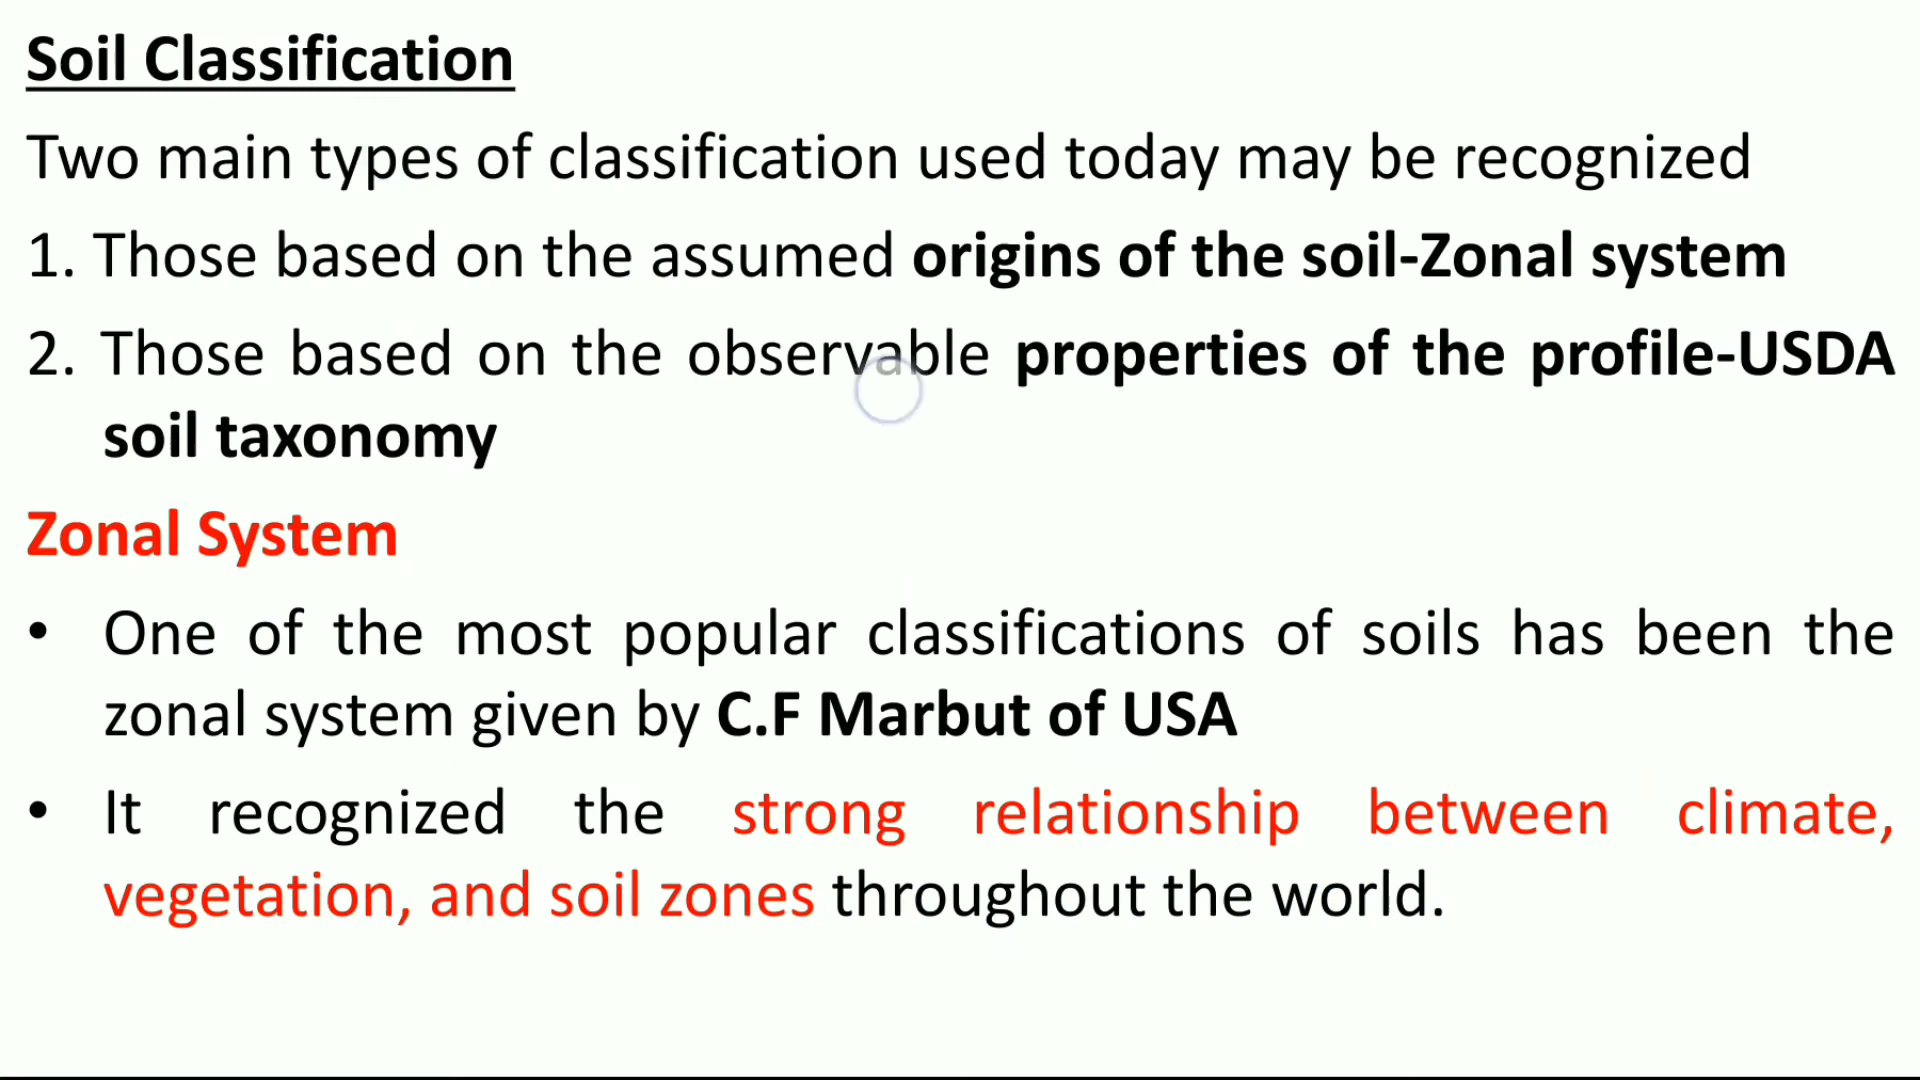 Soil Classification
Two main types of classification used today may be recognized
1. Those based on the assumed origins of the soil-Zonal system
2. Those based on the observable properties of the profile-USDA
soil taxonomy
Zonal System
• One of the most popular classifications of soils has been the
zonal system given by C.F Marbut of USA
• It recognized the strong relationship between climate,
vegetation, and soil zones throughout the world.